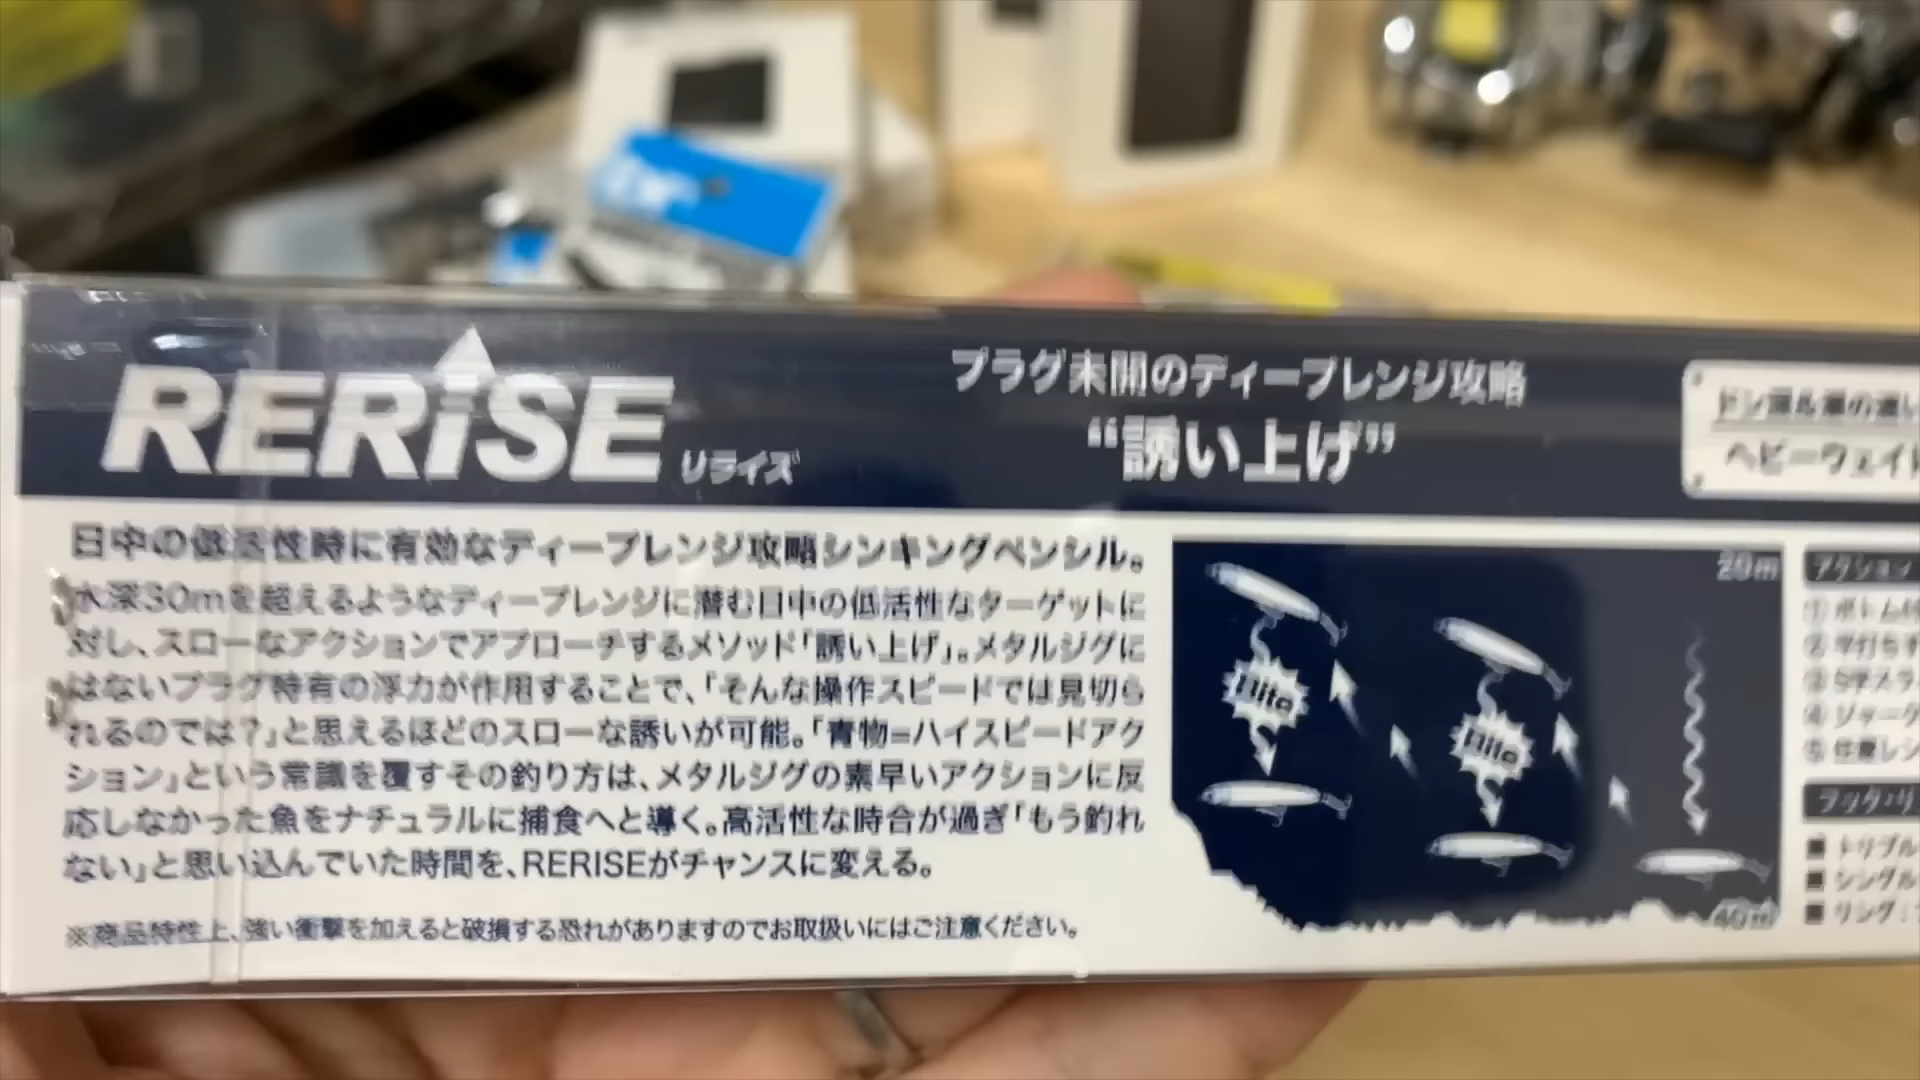 RERiSE リライズ
プラグ未開のディープレンジ攻略
“誘い上げ”
ヘビーウェイト
日中の低活性時に有効なディープレンジ攻略シンキングペンシル。
水深30mを超えるようなディープレンジに潜む日中の低活性なターゲットに
対し、スローなアクションでアプローチするメソッド「誘い上げ」。メタルジグに
はないプラグ特有の浮力が作用することで、「そんな操作スピードでは見切ら
れるのでは？」と思えるほどのスローな誘いが可能。「青物=ハイスピードアク
ション」という常識を覆すその釣り方は、メタルジグの素早いアクションに反
応しなかった魚をナチュラルに捕食へと導く。高活性な時合が過ぎ「もう釣れ
ない」と思い込んでいた時間を、RERISEがチャンスに変える。
※商品特性上、強い衝撃を加えると破損する恐れがありますのでお取扱いにはご注意ください。
20m
Bite
Bite
40m
アクション
■ トリプル
■ シングル
■ リング: